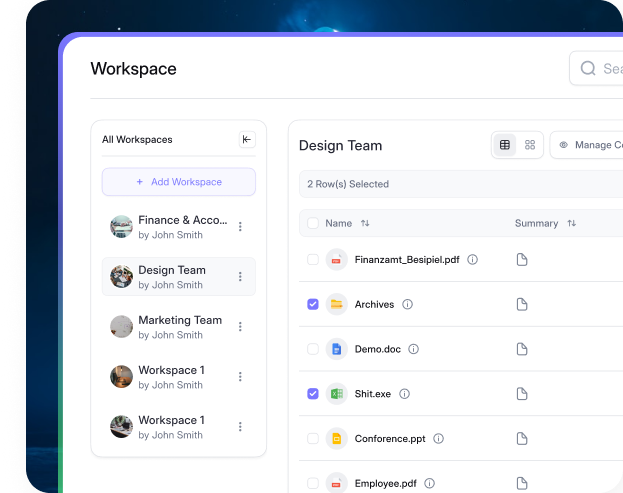 Workspace
Sea
All Workspaces
+ Add Workspace
Finance & Acco...
by John Smith
Design Team
by John Smith
Marketing Team
by John Smith
Workspace 1
by John Smith
Workspace 1
by John Smith
Design Team
Manage Co
2 Row(s) Selected
Name
Summary
Finanzamt_Besipiel.pdf
Archives
Demo.doc
Shit.exe
Conforence.ppt
Employee.pdf